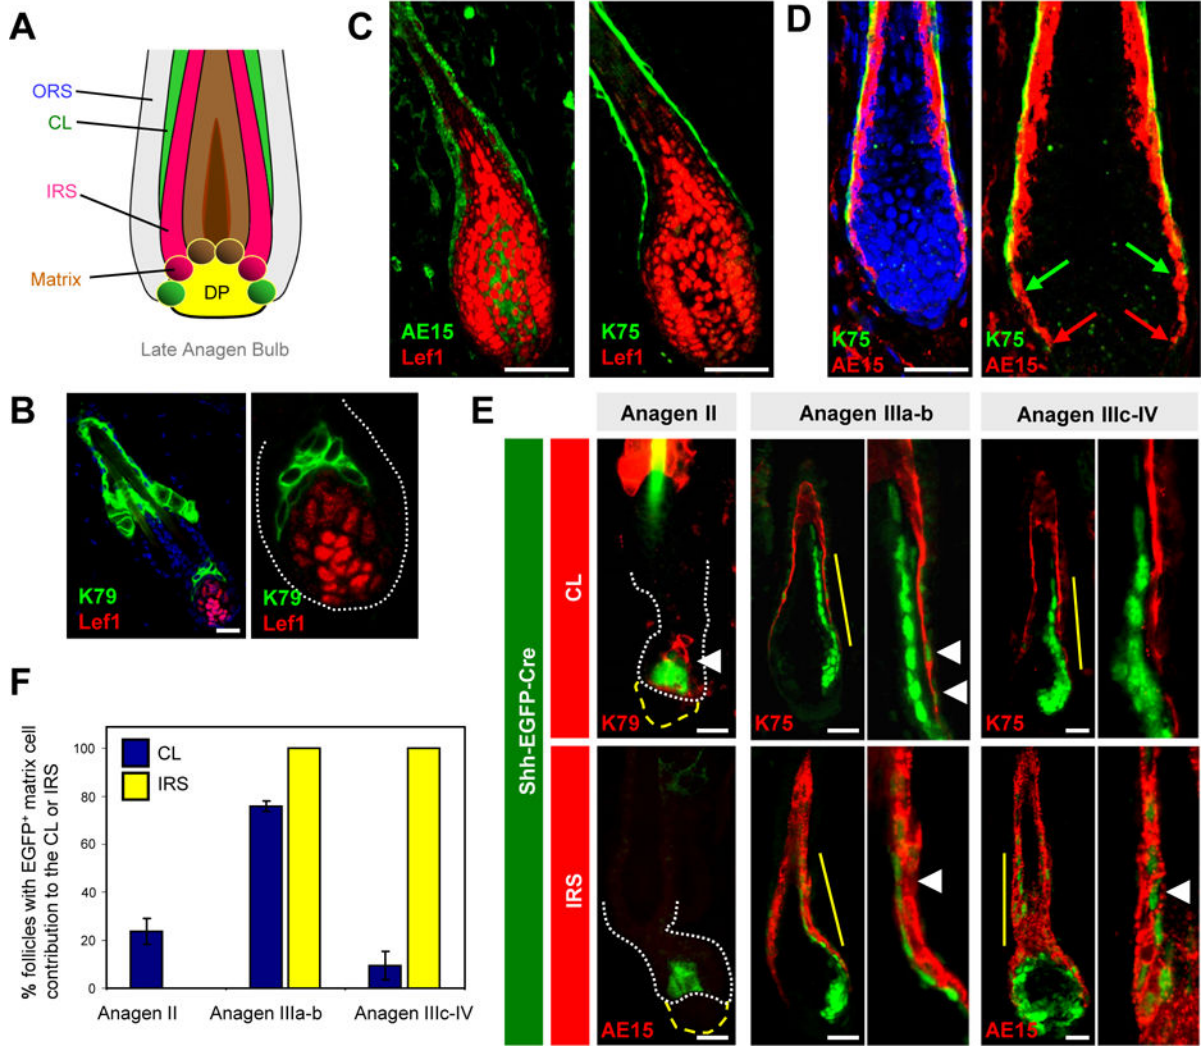 A
ORS
CL
IRS
Matrix
DP
Late Anagen Bulb
B
K79
Lef1
K79
Lef1
C
AE15
Lef1
K75
Lef1
D
K75
AE15
K75
AE15
E
Anagen II
Anagen IIIa-b
Anagen IIIc-IV
Shh-EGFP-Cre
CL
K79
K75
K75
IRS
AE15
AE15
F
% follicles with EGFP⁺ matrix cell
contribution to the CL or IRS
100
80
60
40
20
0
CL
IRS
Anagen II
Anagen IIIa-b
Anagen IIIc-IV